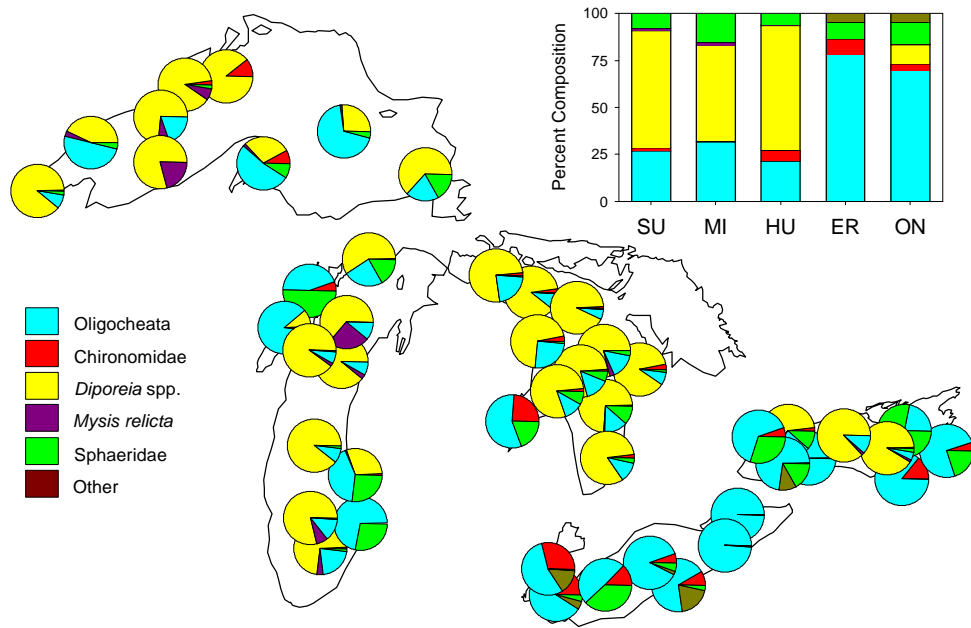 100
75
50
25
0
Percent Composition
SU MI HU ER ON
Oligocheata
Chironomidae
Diporeia spp.
Mysis relicta
Sphaeridae
Other